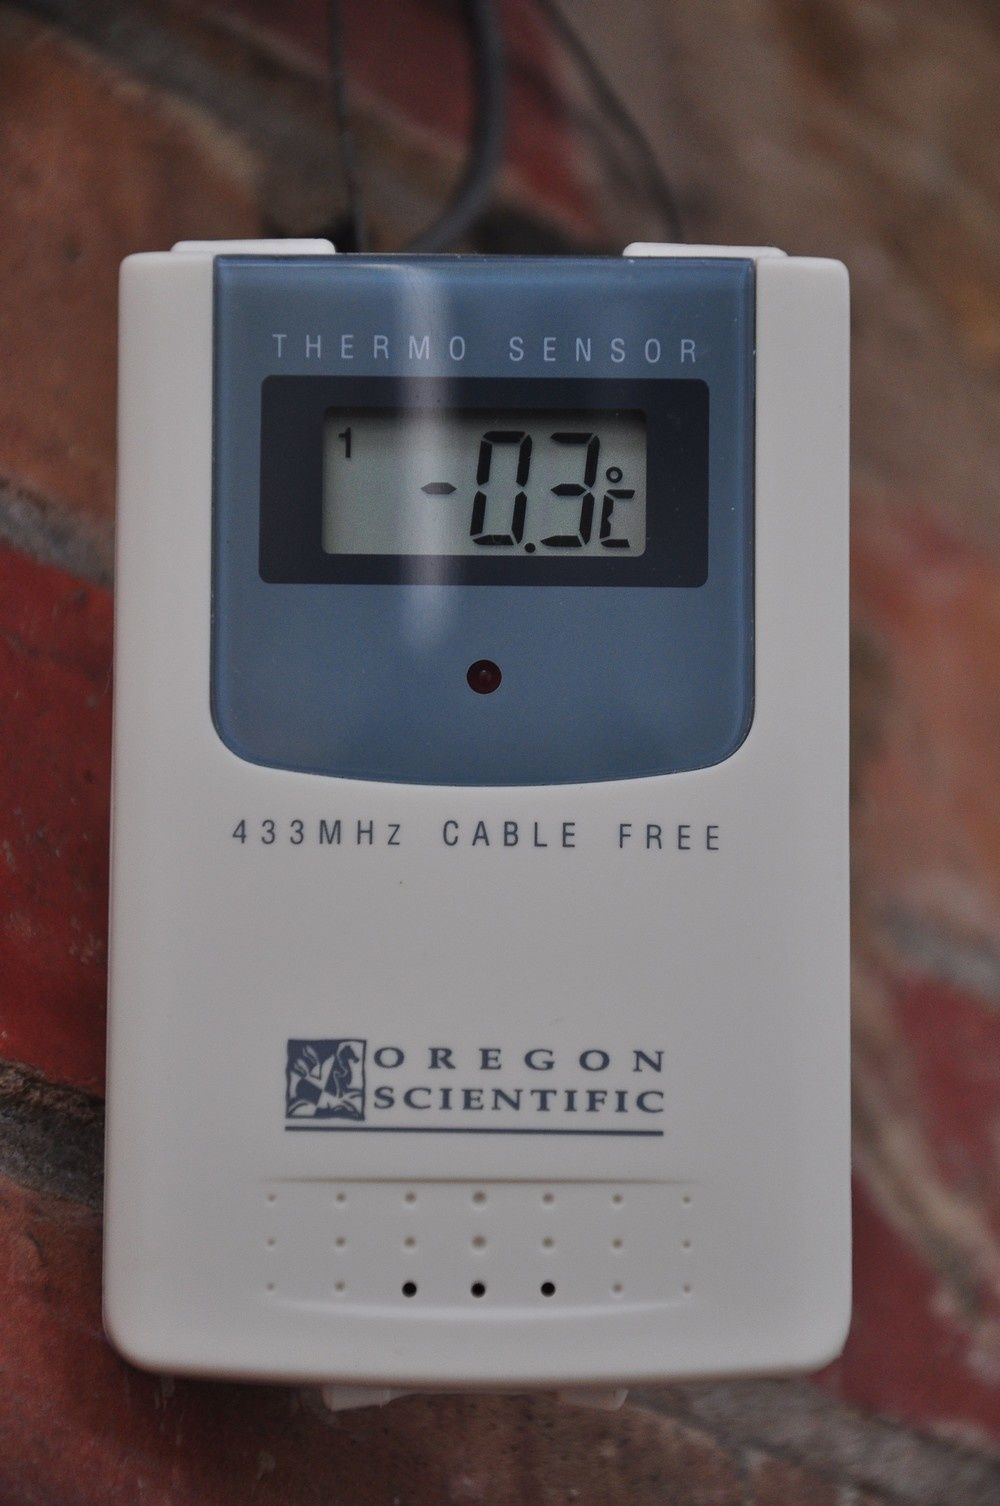 THERMO SENSOR
1
-0.3°C
433MHz CABLE FREE
OREGON
SCIENTIFIC